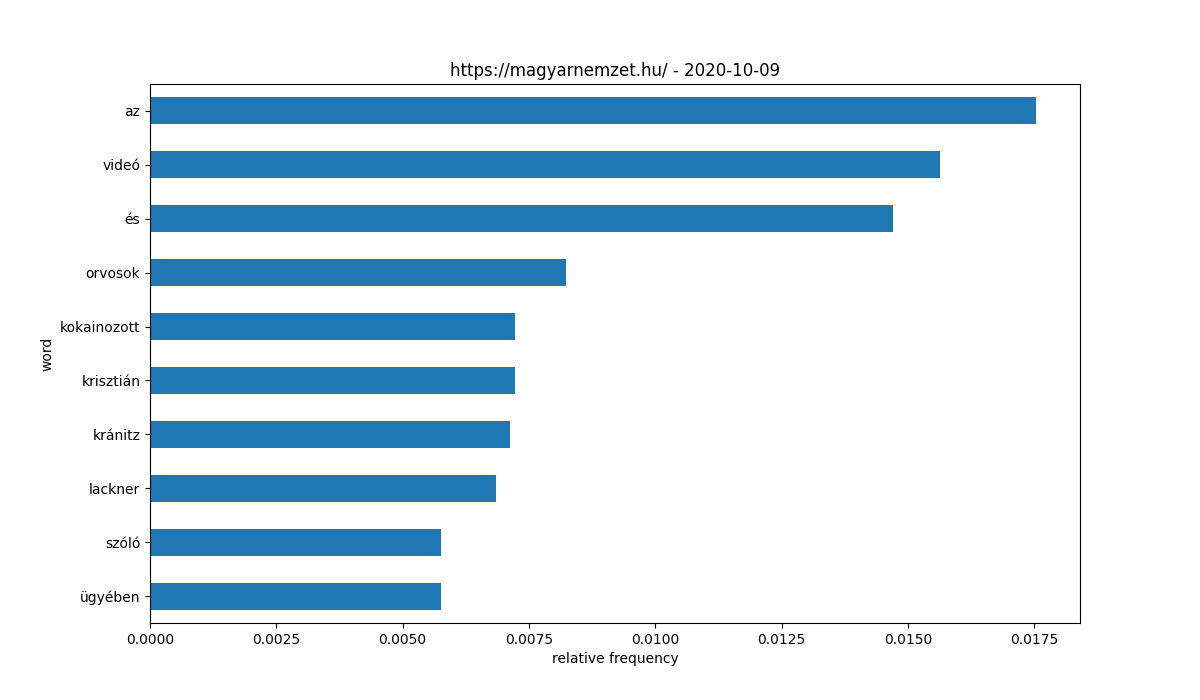 https://magyarnemzet.hu/ - 2020-10-09
az
videó
és
orvosok
kokainozott
krisztián
kránitz
lackner
szóló
ügyében
word
0.0000 0.0025 0.0050 0.0075 0.0100 0.0125 0.0150 0.0175
relative frequency